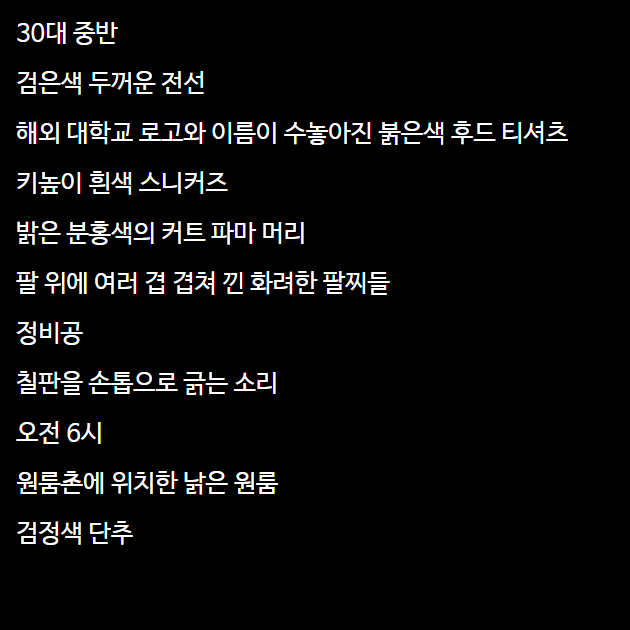 30대 중반
검은색 두꺼운 전선
해외 대학교 로고와 이름이 수놓아진 붉은색 후드 티셔츠
키높이 흰색 스니커즈
밝은 분홍색의 커트 파마 머리
팔 위에 여러 겹 겹쳐 낀 화려한 팔찌들
정비공
칠판을 손톱으로 긁는 소리
오전 6시
원룸촌에 위치한 낡은 원룸
검정색 단추